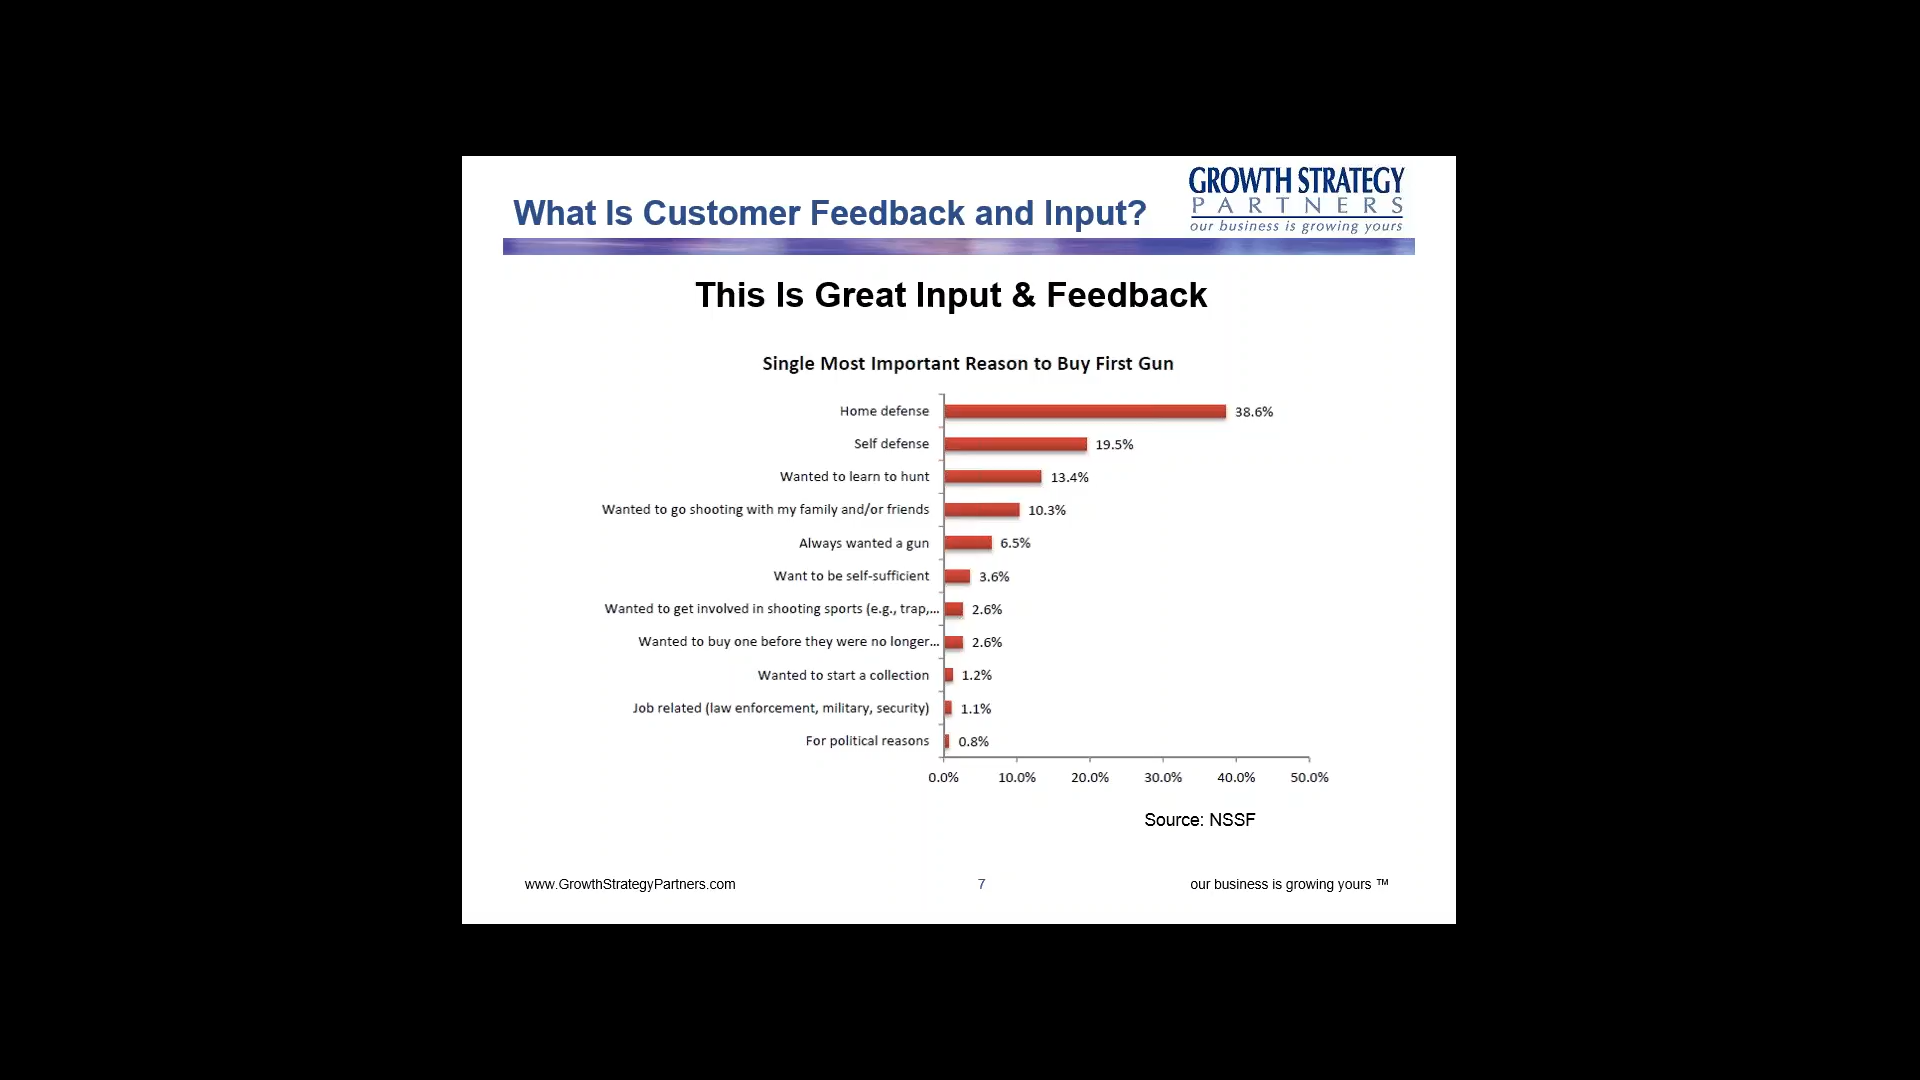 GROWTH STRATEGY
PARTNERS
our business is growing yours
What Is Customer Feedback and Input?
This Is Great Input & Feedback
Single Most Important Reason to Buy First Gun
Home defense 38.6%
Self defense 19.5%
Wanted to learn to hunt 13.4%
Wanted to go shooting with my family and/or friends 10.3%
Always wanted a gun 6.5%
Want to be self-sufficient 3.6%
Wanted to get involved in shooting sports (e.g., trap,... 2.6%
Wanted to buy one before they were no longer... 2.6%
Wanted to start a collection 1.2%
Job related (law enforcement, military, security) 1.1%
For political reasons 0.8%
0.0% 10.0% 20.0% 30.0% 40.0% 50.0%
Source: NSSF
www.GrowthStrategyPartners.com 7 our business is growing yours ™